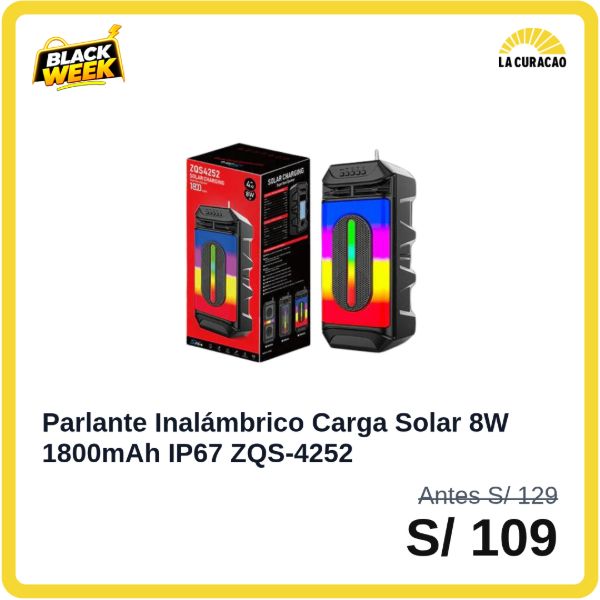 BLACK
WEEK
LA CURACAO
ZQS4252
SOLAR CHARGING
1800
8W
Parlante Inalámbrico Carga Solar 8W
1800mAh IP67 ZQS-4252
Antes S/ 129
S/ 109